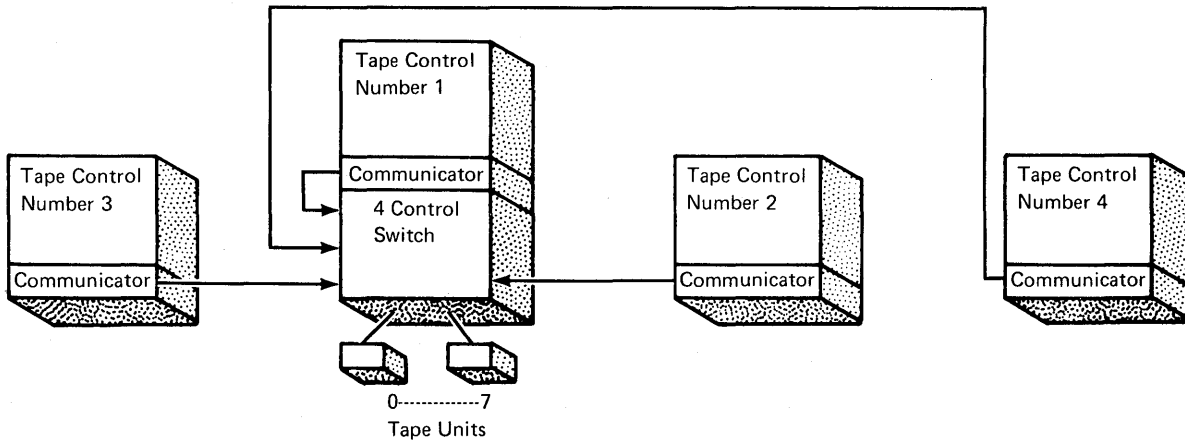 Tape Control
Number 1
Communicator
4 Control
Switch
Tape Control
Number 3
Communicator
Tape Control
Number 2
Communicator
Tape Control
Number 4
Communicator
0--------------7
Tape Units